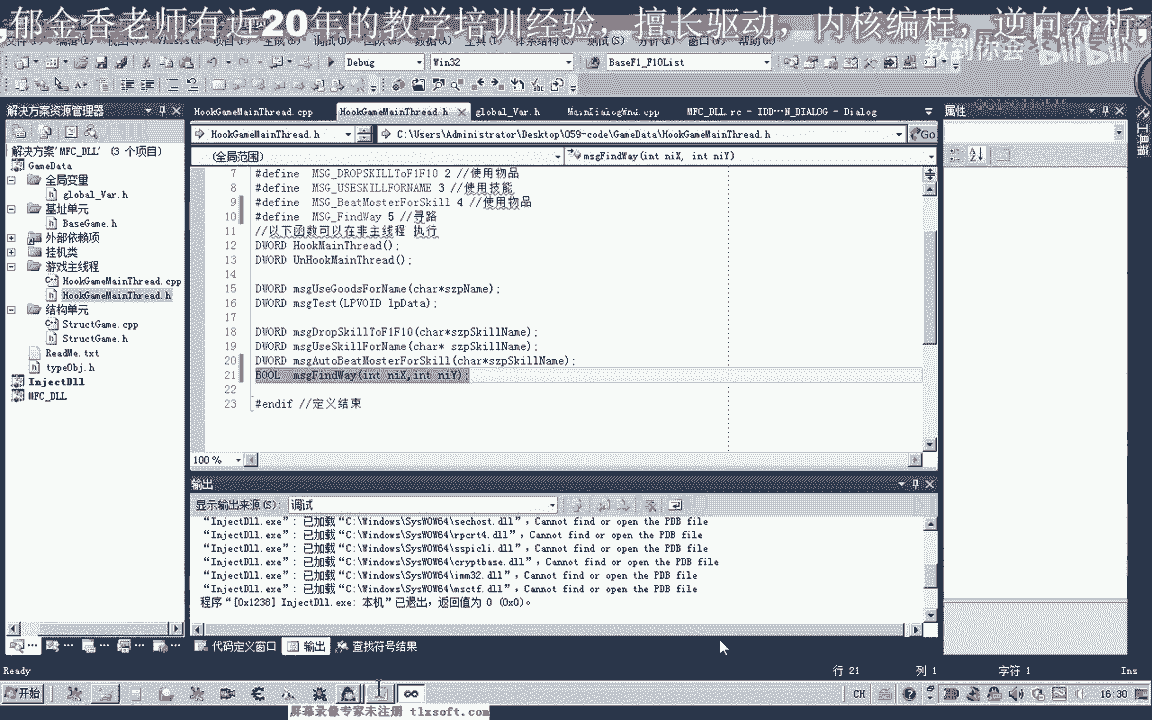 ,郁金香老师有近20年的教学培训经验，擅长驱动，内核编程，逆向分析,
教到你会 bilibili
Debug Win32 BaseF1_F10List
解决方案资源管理器
HookGameMainThread.cpp HookGameMainThread.h global_Var.h MainDialogWnd.cpp MFC_DLL.rc - IDD···N_DIALOG - Dialog
属性
工具箱
HookGameMainThread.h C:\Users\Administrator\Desktop\059-code\GameData\HookGameMainThread.h Go
(全局范围) msgFindWay(int niX, int niY)
解决方案'MFC_DLL' (3 个项目)
GameData
全局变量
global_Var.h
基址单元
BaseGame.h
外部依赖项
挂机类
游戏主线程
HookGameMainThread.cpp
HookGameMainThread.h
结构单元
StructGame.cpp
StructGame.h
ReadMe.txt
typeObj.h
InjectDll
MFC_DLL
7 #define MSG_DROPSKILLToF1F10 2 //使用物品
8 #define MSG_USESKILLFORNAME 3 //使用技能
9 #define MSG_BeatMosterForSkill 4 //使用物品
10 #define MSG_FindWay 5 //寻路
11 //以下函数可以在非主线程 执行
12 DWORD HookMainThread();
13 DWORD UnHookMainThread();
14
15 DWORD msgUseGoodsForName(char*szpName);
16 DWORD msgTest(LPVOID lpData);
17
18 DWORD msgDropSkillToF1F10(char*szpSkillName);
19 DWORD msgUseSkillForName(char* szpSkillName);
20 DWORD msgAutoBeatMosterForSkill(char*szpSkillName);
21 BOOL msgFindWay(int niX,int niY);
22
23 #endif //定义结束
100 %
输出
显示输出来源(S): 调试
“InjectDll.exe”: 已加载“C:\Windows\SysWOW64\sechost.dll”，Cannot find or open the PDB file
“InjectDll.exe”: 已加载“C:\Windows\SysWOW64\rpcrt4.dll”，Cannot find or open the PDB file
“InjectDll.exe”: 已加载“C:\Windows\SysWOW64\sspicli.dll”，Cannot find or open the PDB file
“InjectDll.exe”: 已加载“C:\Windows\SysWOW64\cryptbase.dll”，Cannot find or open the PDB file
“InjectDll.exe”: 已加载“C:\Windows\SysWOW64\imm32.dll”，Cannot find or open the PDB file
“InjectDll.exe”: 已加载“C:\Windows\SysWOW64\msctf.dll”，Cannot find or open the PDB file
程序“[0x1238] InjectDll.exe: 本机”已退出，返回值为 0 (0x0)。
代码定义窗口 输出 查找符号结果
Ready 行 21 列 1 字符 1 Ins
开始 CH 16:30
屏幕录像专家未注册 tlxsoft.com